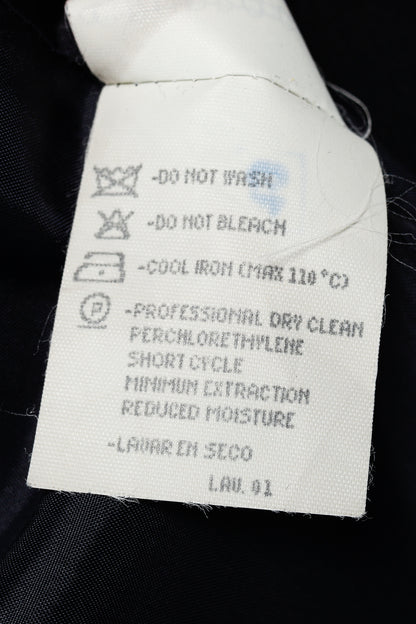 -DO NOT WASH
-DO NOT BLEACH
-COOL IRON (MAX 110°C)
P -PROFESSIONAL DRY CLEAN
PERCHLORETHYLENE
SHORT CYCLE
MINIMUN EXTRACTION
REDUCED MOISTURE
-LAVAR EN SECO
LAV. 01